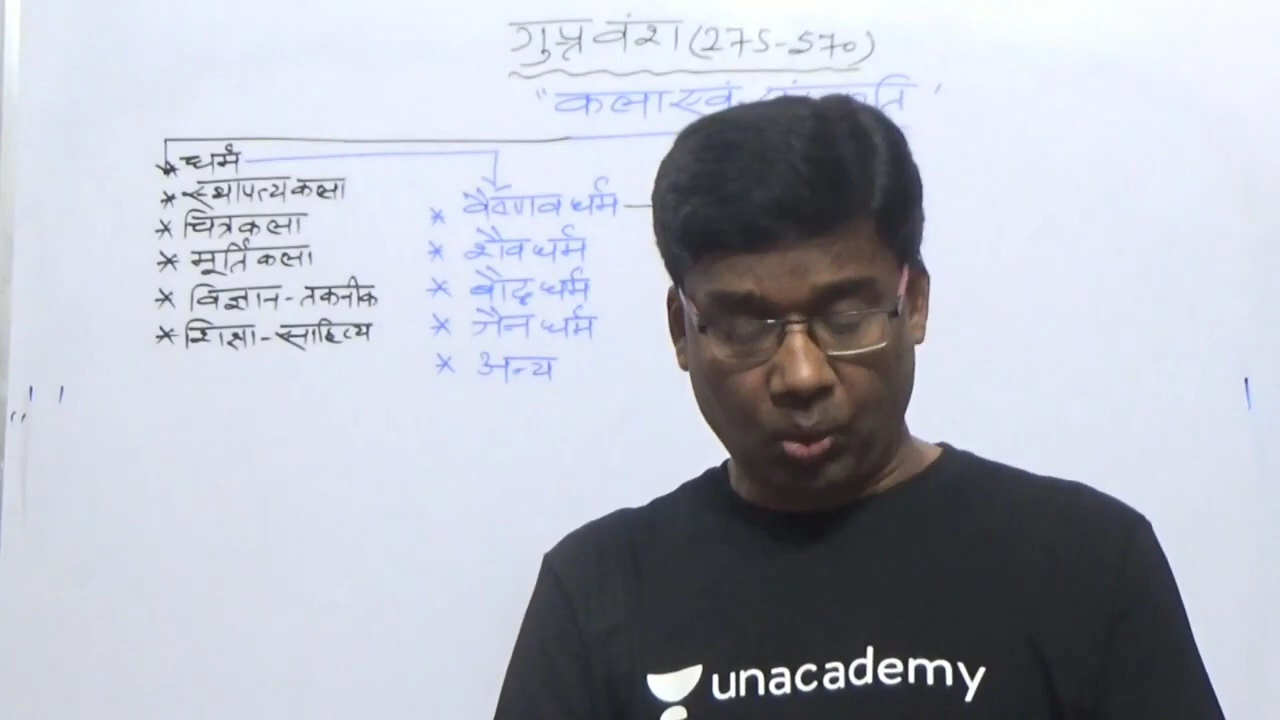 गुप्त वंश (275-570)
"कला एवं संस्कृति"
* धर्म
* स्थापत्य कला
* चित्रकला
* मूर्तिकला
* विज्ञान-तकनीक
* शिक्षा-साहित्य
* वैष्णव धर्म
* शैव धर्म
* बौद्ध धर्म
* जैन धर्म
* अन्य
unacademy